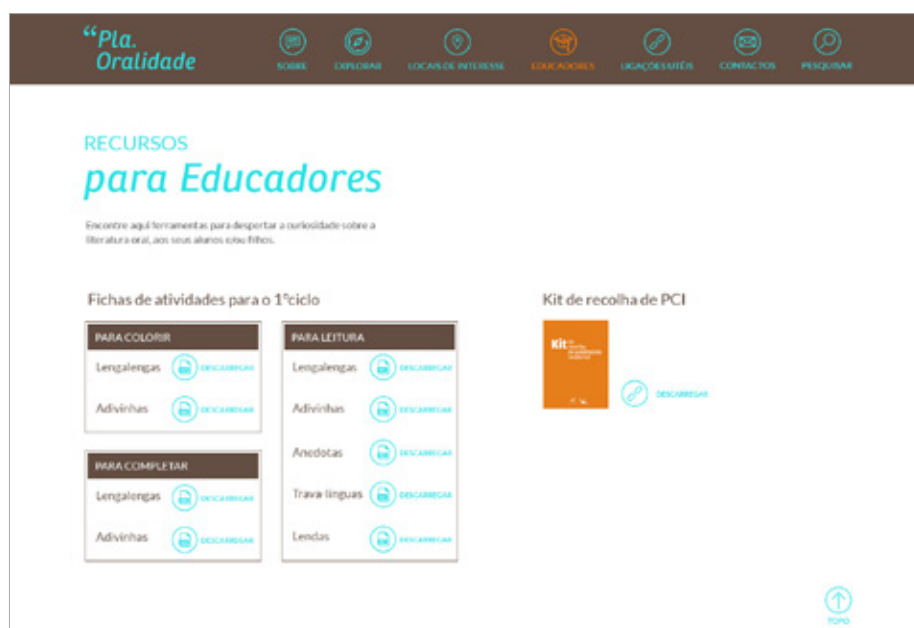 “Pla.
Oralidade
SOBRE EXPLORAR LOCAIS DE INTERESSE EDUCADORES LIGAÇÕES UTÉIS CONTACTOS PESQUISAR
RECURSOS
para Educadores
Encontre aqui ferramentas para despertar a curiosidade sobre a
literatura oral, aos seus alunos e/ou filhos.
Fichas de atividades para o 1ºciclo
Kit de recolha de PCI
PARA COLORIR
Lengalengas DESCARREGAR
Adivinhas DESCARREGAR
PARA COMPLETAR
Lengalengas DESCARREGAR
Adivinhas DESCARREGAR
PARA LEITURA
Lengalengas DESCARREGAR
Adivinhas DESCARREGAR
Anedotas DESCARREGAR
Trava-línguas DESCARREGAR
Lendas DESCARREGAR
Kit
DESCARREGAR
TOPO